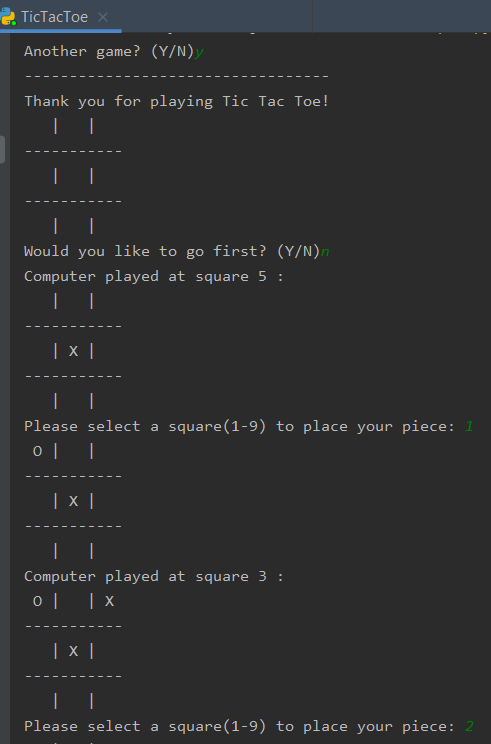 TicTacToe
Another game? (Y/N)y
----------------------------------
Thank you for playing Tic Tac Toe!
   |   |
-----------
   |   |
-----------
   |   |
Would you like to go first? (Y/N)n
Computer played at square 5 :
   |   |
-----------
   | X |
-----------
   |   |
Please select a square(1-9) to place your piece: 1
 O |   |
-----------
   | X |
-----------
   |   |
Computer played at square 3 :
 O |   | X
-----------
   | X |
-----------
   |   |
Please select a square(1-9) to place your piece: 2